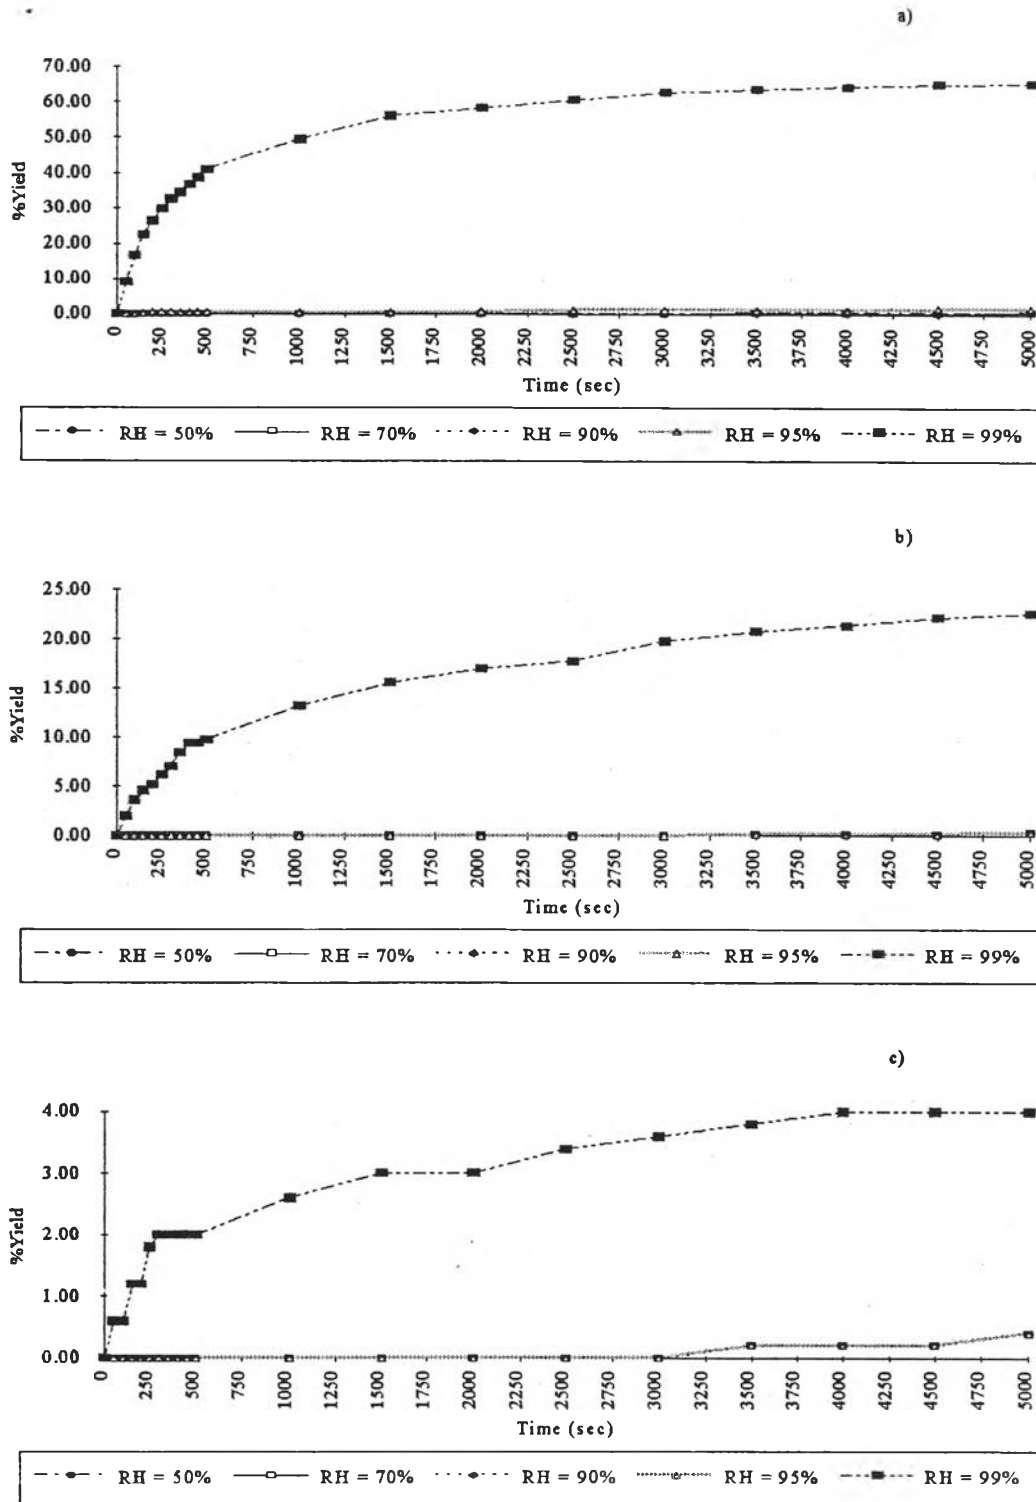 a)
70.00
60.00
50.00
40.00
30.00
20.00
10.00
0.00
%Yield
0 250 500 750 1000 1250 1500 1750 2000 2250 2500 2750 3000 3250 3500 3750 4000 4250 4500 4750 5000
Time (sec)
RH = 50% RH = 70% RH = 90% RH = 95% RH = 99%
b)
25.00
20.00
15.00
10.00
5.00
0.00
%Yield
0 250 500 750 1000 1250 1500 1750 2000 2250 2500 2750 3000 3250 3500 3750 4000 4250 4500 4750 5000
Time (sec)
RH = 50% RH = 70% RH = 90% RH = 95% RH = 99%
c)
4.00
3.00
2.00
1.00
0.00
%Yield
0 250 500 750 1000 1250 1500 1750 2000 2250 2500 2750 3000 3250 3500 3750 4000 4250 4500 4750 5000
Time (sec)
RH = 50% RH = 70% RH = 90% RH = 95% RH = 99%